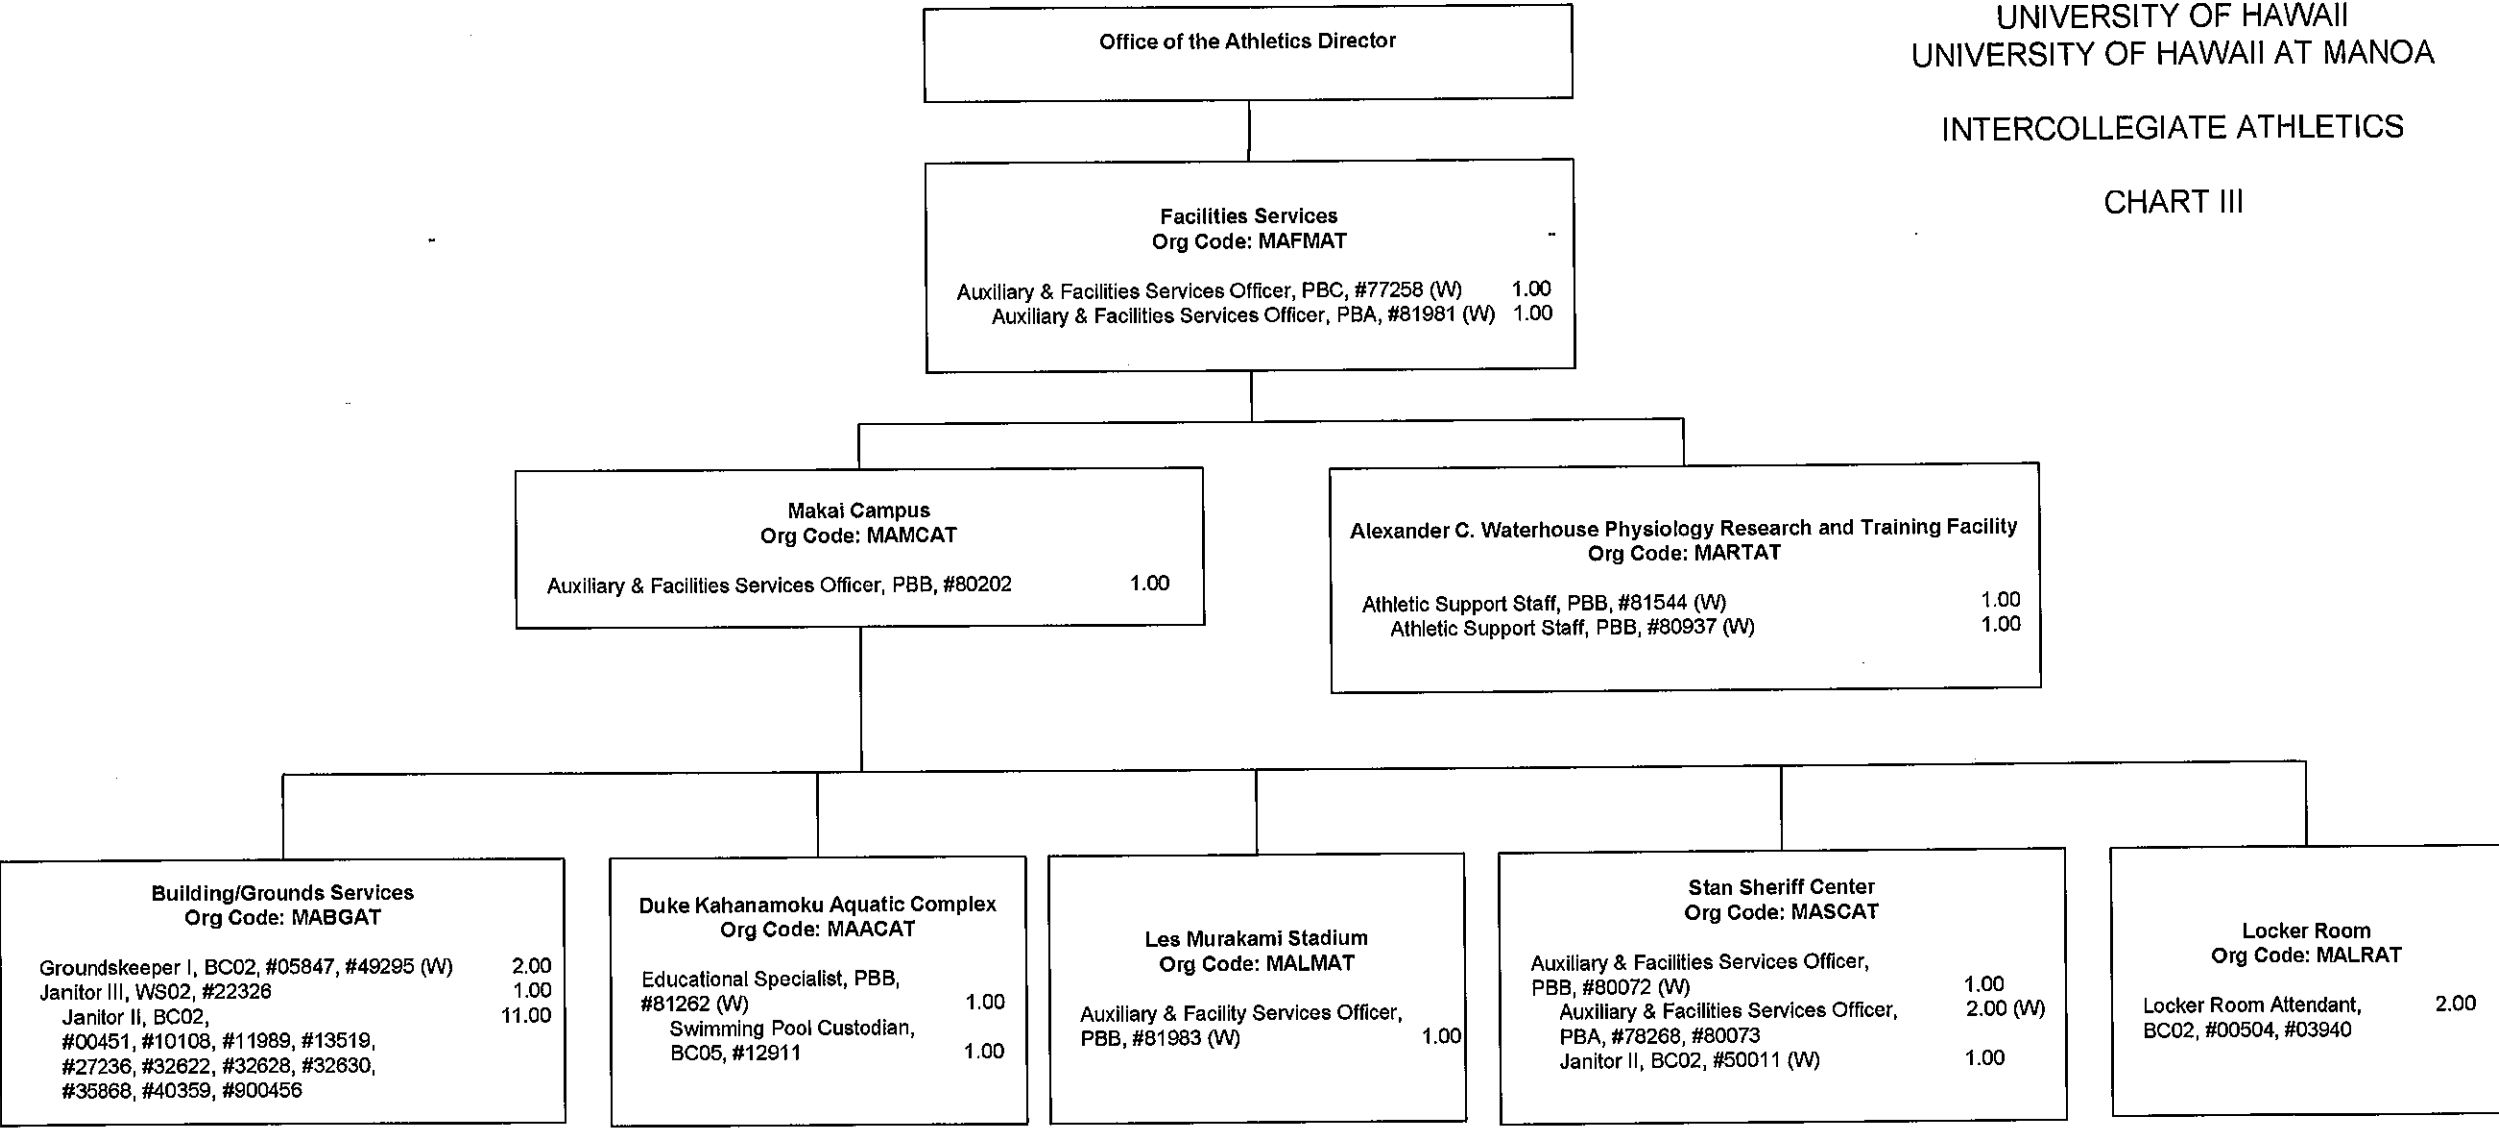 UNIVERSITY OF HAWAII
UNIVERSITY OF HAWAII AT MANOA
INTERCOLLEGIATE ATHLETICS
CHART III
Office of the Athletics Director
Facilities Services
Org Code: MAFMAT
Auxiliary & Facilities Services Officer, PBC, #77258 (W) 1.00
Auxiliary & Facilities Services Officer, PBA, #81981 (W) 1.00
Makai Campus
Org Code: MAMCAT
Auxiliary & Facilities Services Officer, PBB, #80202 1.00
Alexander C. Waterhouse Physiology Research and Training Facility
Org Code: MARTAT
Athletic Support Staff, PBB, #81544 (W) 1.00
Athletic Support Staff, PBB, #80937 (W) 1.00
Building/Grounds Services
Org Code: MABGAT
Groundskeeper I, BC02, #05847, #49295 (W) 2.00
Janitor III, WS02, #22326 1.00
Janitor II, BC02, 11.00
#00451, #10108, #11989, #13519,
#27236, #32622, #32628, #32630,
#35868, #40359, #900456
Duke Kahanamoku Aquatic Complex
Org Code: MAACAT
Educational Specialist, PBB,
#81262 (W) 1.00
Swimming Pool Custodian,
BC05, #12911 1.00
Les Murakami Stadium
Org Code: MALMAT
Auxiliary & Facility Services Officer,
PBB, #81983 (W) 1.00
Stan Sheriff Center
Org Code: MASCAT
Auxiliary & Facilities Services Officer,
PBB, #80072 (W) 1.00
Auxiliary & Facilities Services Officer, 2.00 (W)
PBA, #78268, #80073
Janitor II, BC02, #50011 (W) 1.00
Locker Room
Org Code: MALRAT
Locker Room Attendant, 2.00
BC02, #00504, #03940